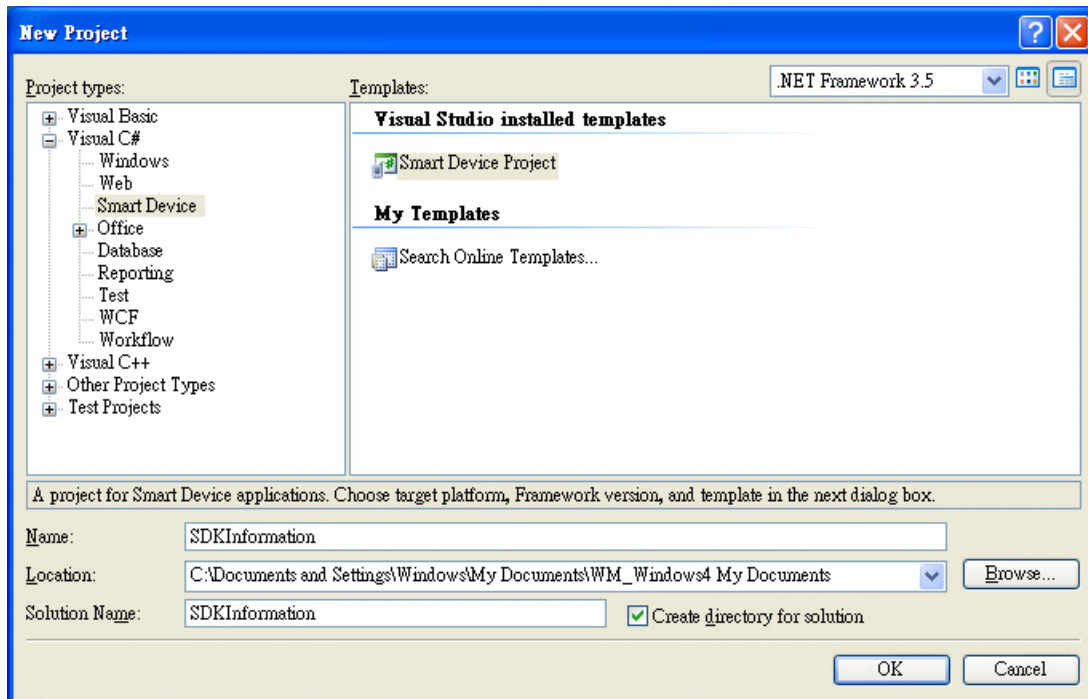 New Project
Project types:
Templates:
.NET Framework 3.5
Visual Basic
Visual C#
Windows
Web
Smart Device
Office
Database
Reporting
Test
WCF
Workflow
Visual C++
Other Project Types
Test Projects
Visual Studio installed templates
Smart Device Project
My Templates
Search Online Templates...
A project for Smart Device applications. Choose target platform, Framework version, and template in the next dialog box.
Name:
SDKInformation
Location:
C:\Documents and Settings\Windows\My Documents\WM_Windows4 My Documents
Browse...
Solution Name:
SDKInformation
Create directory for solution
OK
Cancel